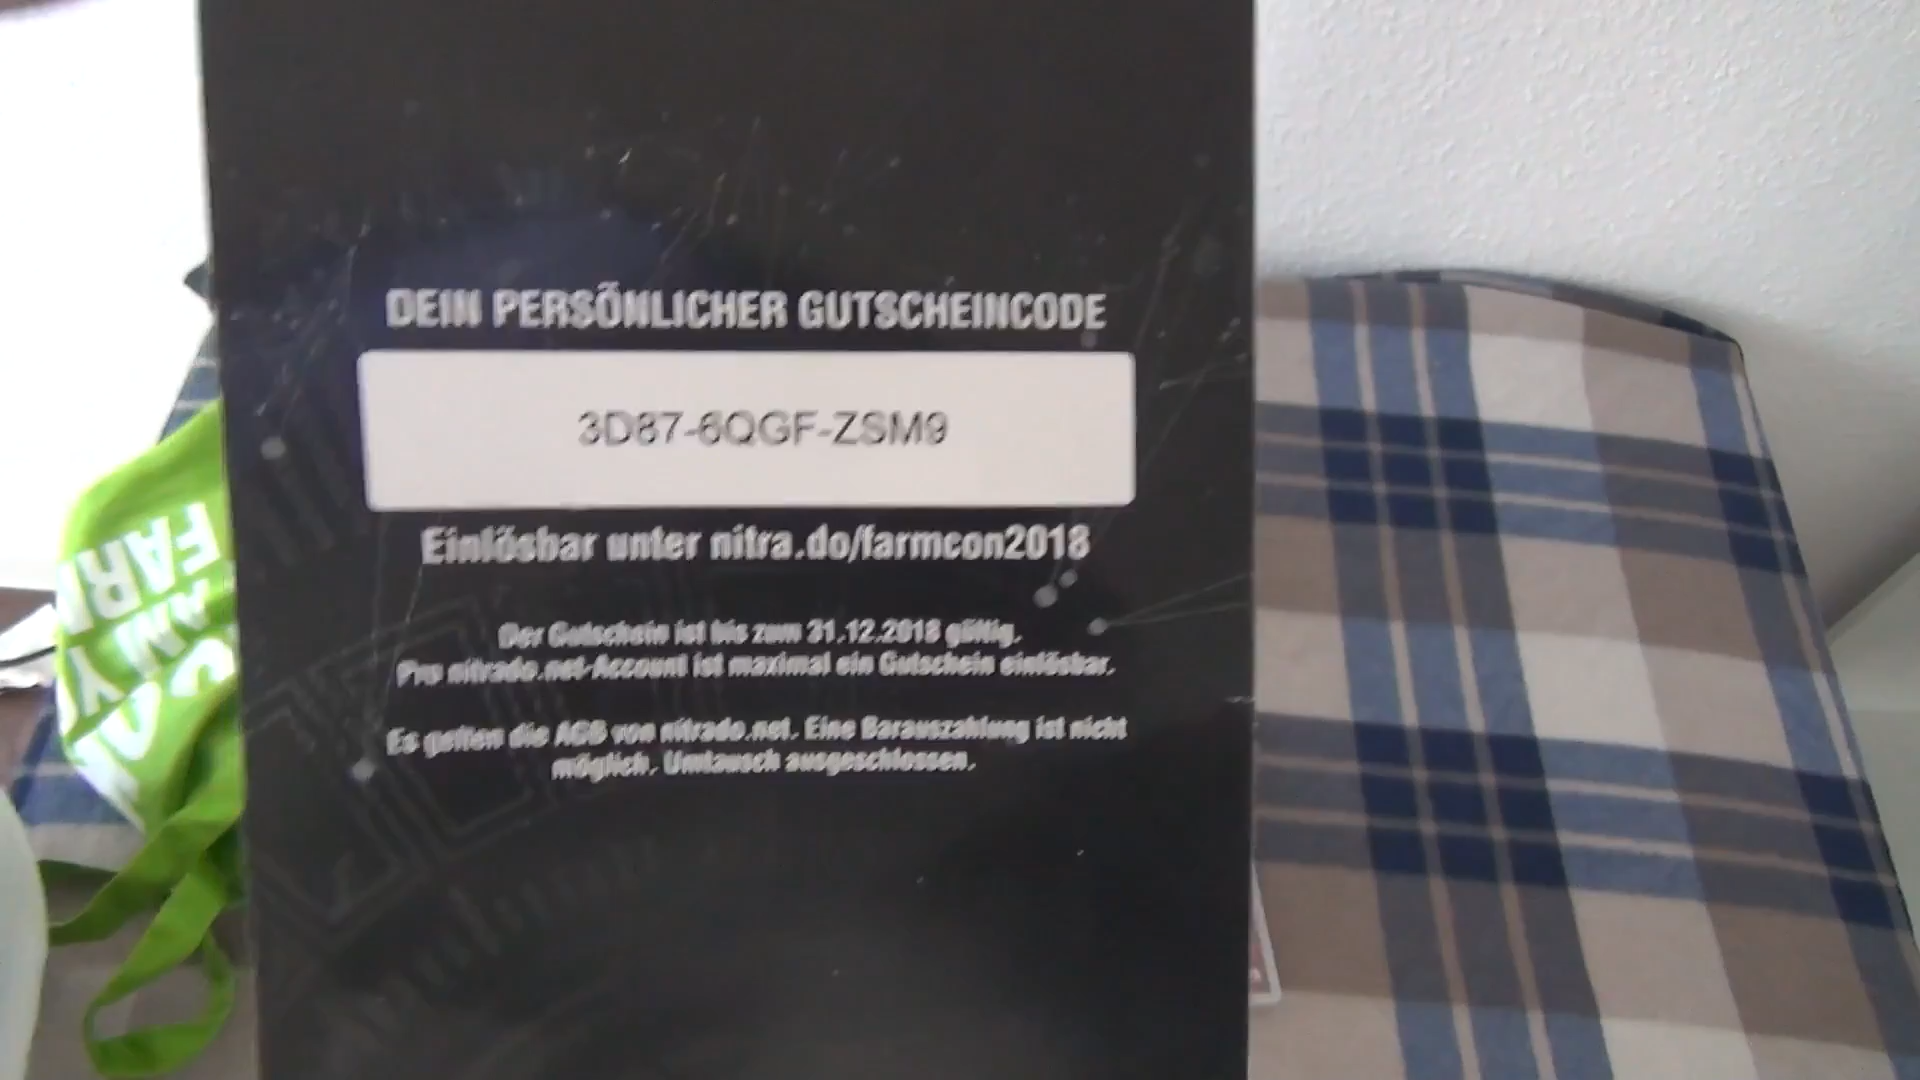 DEIN PERSÖNLICHER GUTSCHEINCODE
3D87-6QGF-ZSM9
Einlösbar unter nitra.do/farmcon2018
Der Gutschein ist bis zum 31.12.2018 gültig.
Pro nitrado.net-Account ist maximal ein Gutschein einlösbar.
Es gelten die AGB von nitrado.net. Eine Barauszahlung ist nicht
möglich. Umtausch ausgeschlossen.